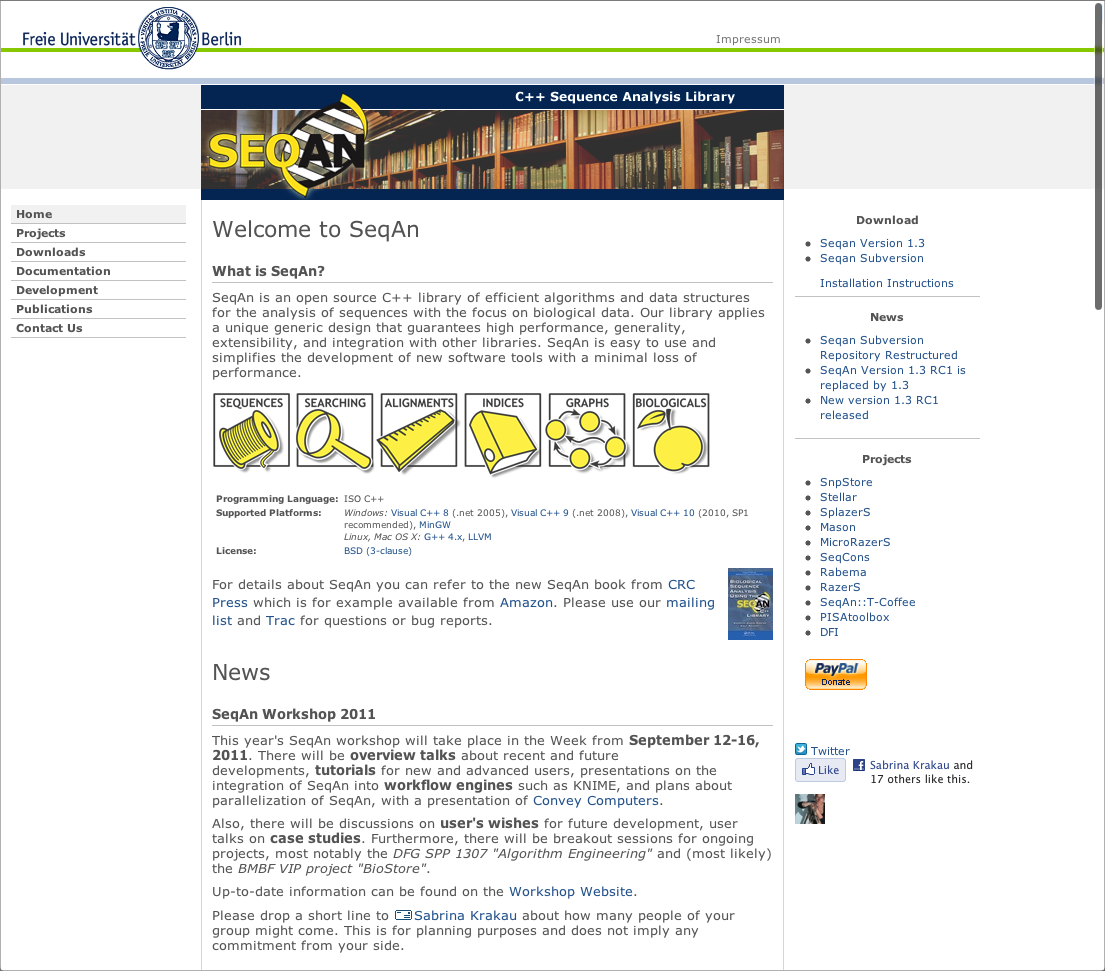 Freie Universität Berlin
Impressum
C++ Sequence Analysis Library
SEQAN
Home
Projects
Downloads
Documentation
Development
Publications
Contact Us
Welcome to SeqAn
What is SeqAn?
SeqAn is an open source C++ library of efficient algorithms and data structures
for the analysis of sequences with the focus on biological data. Our library applies
a unique generic design that guarantees high performance, generality,
extensibility, and integration with other libraries. SeqAn is easy to use and
simplifies the development of new software tools with a minimal loss of
performance.
SEQUENCES SEARCHING ALIGNMENTS INDICES GRAPHS BIOLOGICALS
Programming Language: ISO C++
Supported Platforms: Windows: Visual C++ 8 (.net 2005), Visual C++ 9 (.net 2008), Visual C++ 10 (2010, SP1
recommended), MinGW
Linux, Mac OS X: G++ 4.x, LLVM
License: BSD (3-clause)
For details about SeqAn you can refer to the new SeqAn book from CRC
Press which is for example available from Amazon. Please use our mailing
list and Trac for questions or bug reports.
BIOLOGICAL
SEQUENCE
ANALYSIS
SEQAN
LIBRARY
News
SeqAn Workshop 2011
This year's SeqAn workshop will take place in the Week from September 12-16,
2011. There will be overview talks about recent and future
developments, tutorials for new and advanced users, presentations on the
integration of SeqAn into workflow engines such as KNIME, and plans about
parallelization of SeqAn, with a presentation of Convey Computers.
Also, there will be discussions on user's wishes for future development, user
talks on case studies. Furthermore, there will be breakout sessions for ongoing
projects, most notably the DFG SPP 1307 "Algorithm Engineering" and (most likely)
the BMBF VIP project "BioStore".
Up-to-date information can be found on the Workshop Website.
Please drop a short line to Sabrina Krakau about how many people of your
group might come. This is for planning purposes and does not imply any
commitment from your side.
Download
Seqan Version 1.3
Seqan Subversion
Installation Instructions
News
Seqan Subversion
Repository Restructured
SeqAn Version 1.3 RC1 is
replaced by 1.3
New version 1.3 RC1
released
Projects
SnpStore
Stellar
SplazerS
Mason
MicroRazerS
SeqCons
Rabema
RazerS
SeqAn::T-Coffee
PISAtoolbox
DFI
PayPal
Donate
Twitter
Like
Sabrina Krakau and
17 others like this.